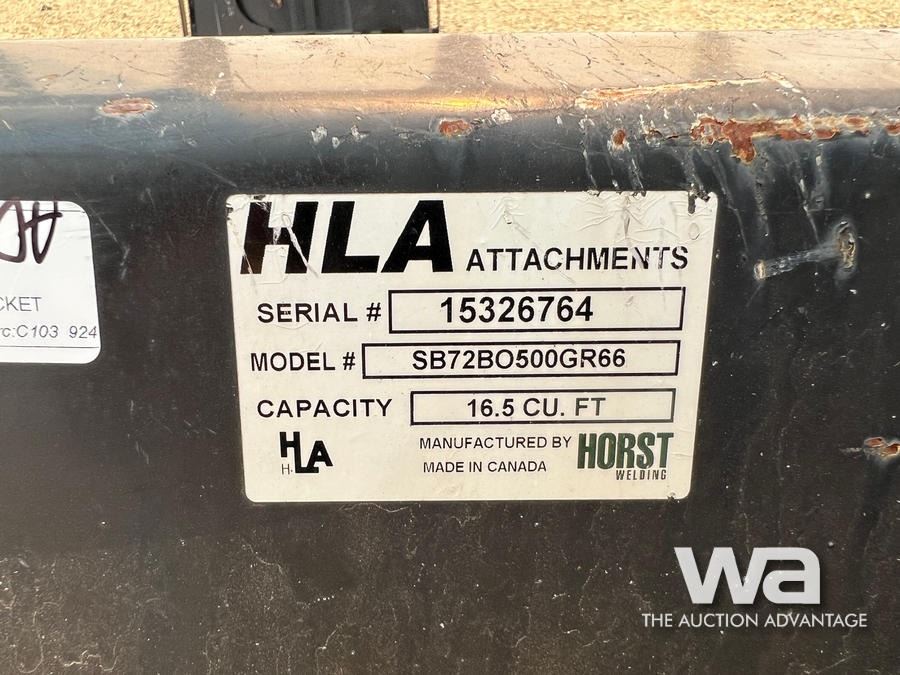 HLA ATTACHMENTS
SERIAL # 15326764
MODEL # SB72BO500GR66
CAPACITY 16.5 CU. FT
HLA
MANUFACTURED BY HORST
WELDING
MADE IN CANADA
C103 924
wa
THE AUCTION ADVANTAGE